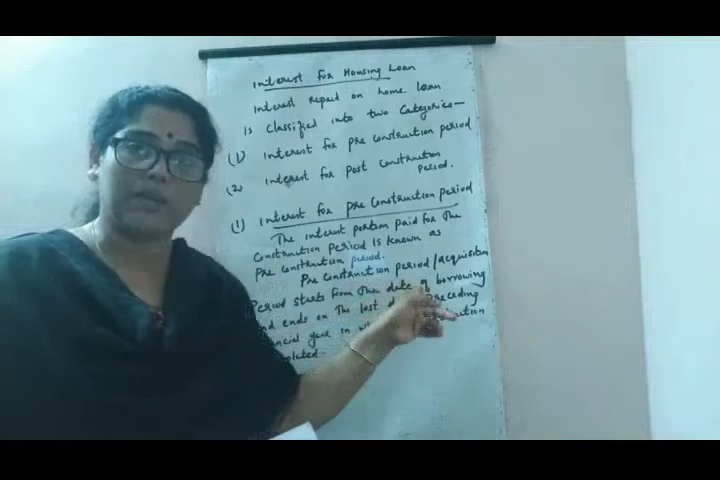 Interest for Housing Loan
Interest repaid on home loan
is classified into two Categories—
(1) Interest for pre construction period
(2) Interest for post construction
period.
(1) Interest for pre construction period
The interest portion paid for the
Construction period is known as
pre construction period.
Pre construction period/acquisition
Period starts from the date of borrowing
and ends on the last preceding
financial year in